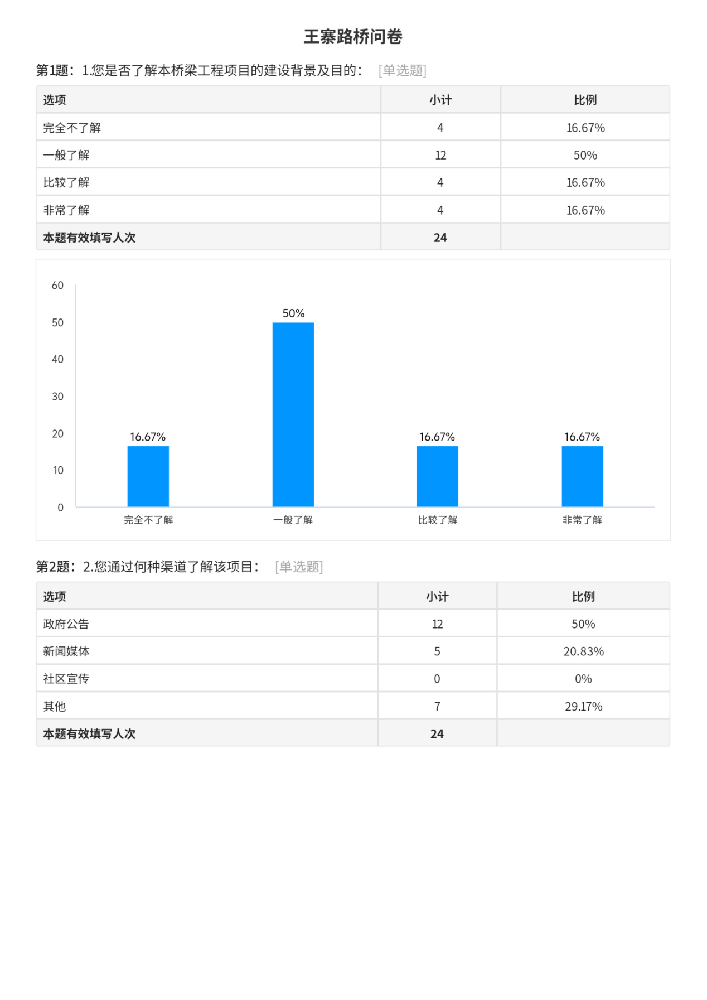 王寨路桥问卷
第1题：1.您是否了解本桥梁工程项目的建设背景及目的： [单选题]
选项 小计 比例
完全不了解 4 16.67%
一般了解 12 50%
比较了解 4 16.67%
非常了解 4 16.67%
本题有效填写人次 24
60
50%
50
40
30
20
16.67% 16.67% 16.67%
10
0
完全不了解 一般了解 比较了解 非常了解
第2题：2.您通过何种渠道了解该项目： [单选题]
选项 小计 比例
政府公告 12 50%
新闻媒体 5 20.83%
社区宣传 0 0%
其他 7 29.17%
本题有效填写人次 24